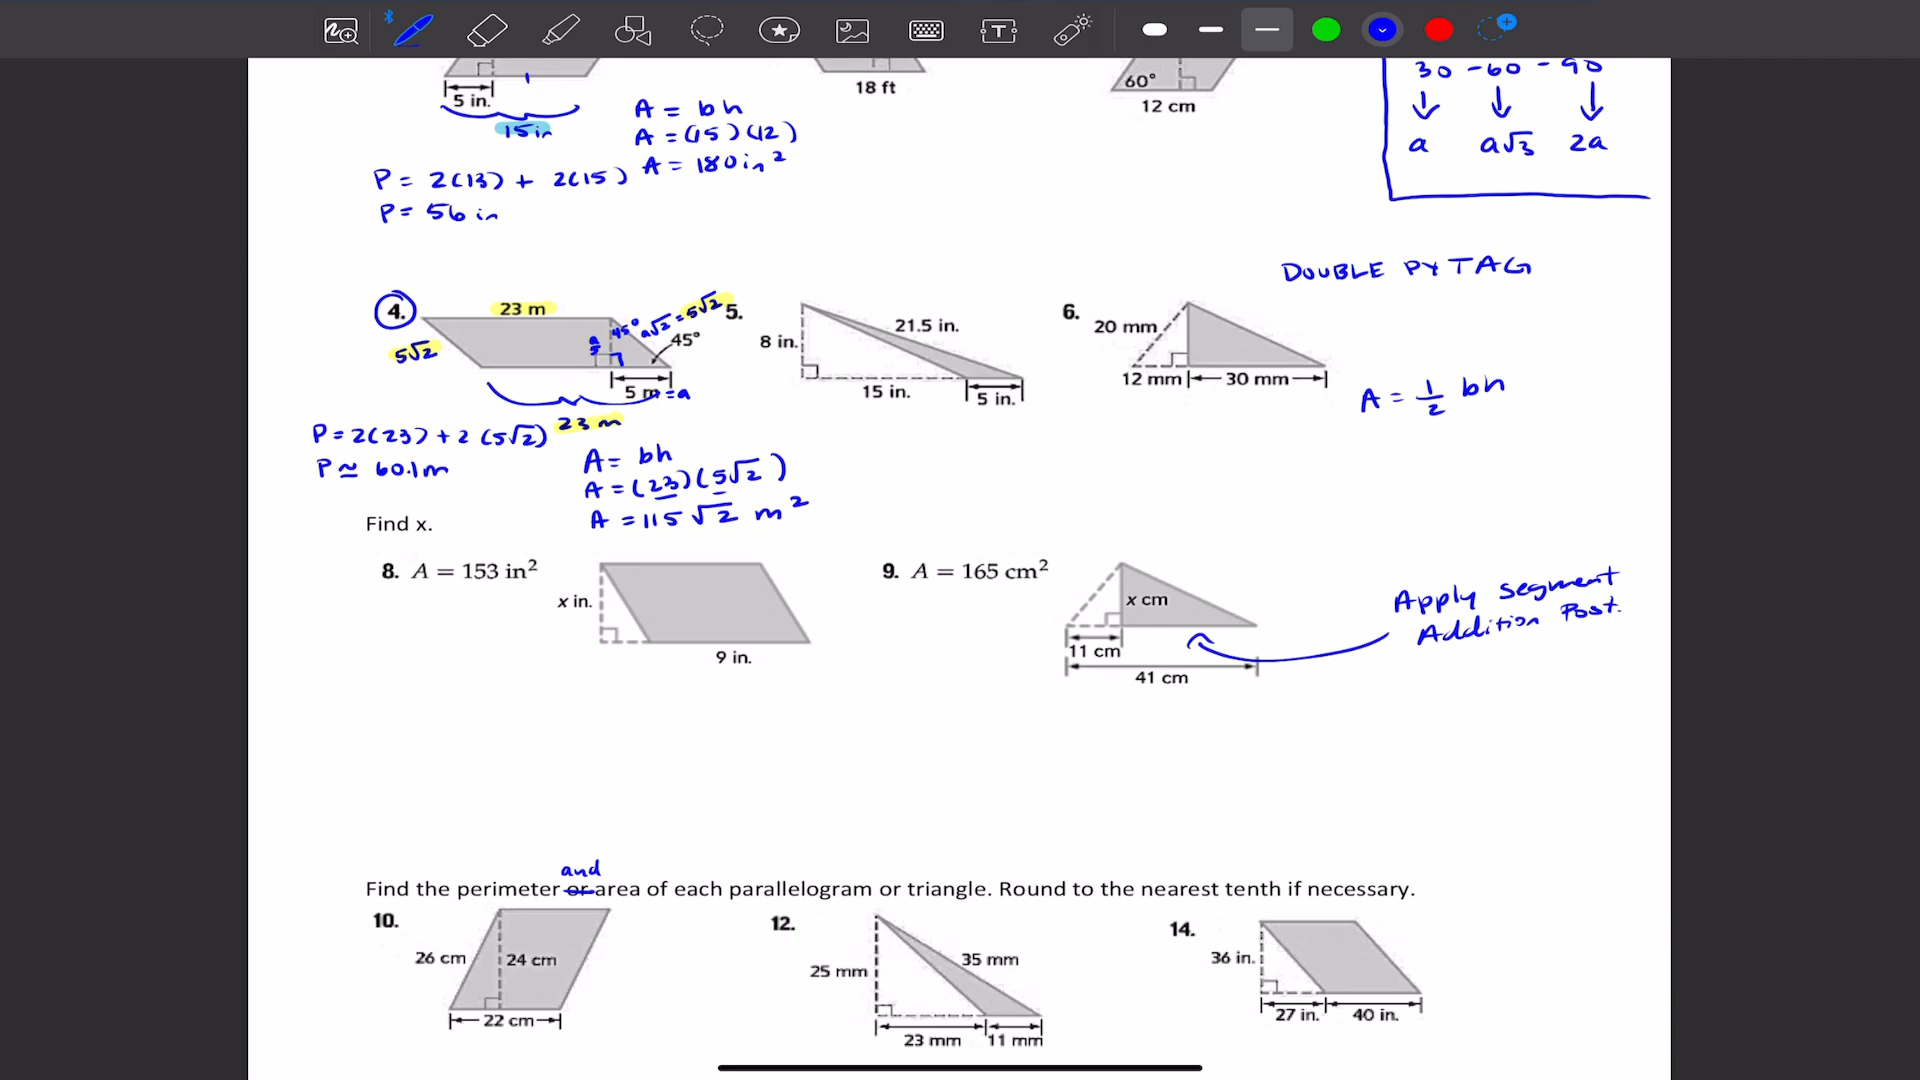 5 in.
15in
A = bh
A = (15)(12)
A = 180 in²
P = 2(13) + 2(15)
P = 56 in
18 ft
60°
12 cm
30 - 60 - 90
a a√3 2a
DOUBLE PYTAG
4.
23 m
5√2
a
5
45°
a√2 = 5√2
45°
5 m = a
23 m
P = 2(23) + 2(5√2)
P ≃ 60.1m
A = bh
A = (23)(5√2)
A = 115√2 m²
5.
8 in.
21.5 in.
15 in.
5 in.
6.
20 mm
12 mm
30 mm
A = 1/2 bh
Find x.
8. A = 153 in²
x in.
9 in.
9. A = 165 cm²
x cm
11 cm
41 cm
Apply segment
Addition Post.
and
Find the perimeter or area of each parallelogram or triangle. Round to the nearest tenth if necessary.
10.
26 cm
24 cm
22 cm
12.
25 mm
35 mm
23 mm
11 mm
14.
36 in.
27 in.
40 in.